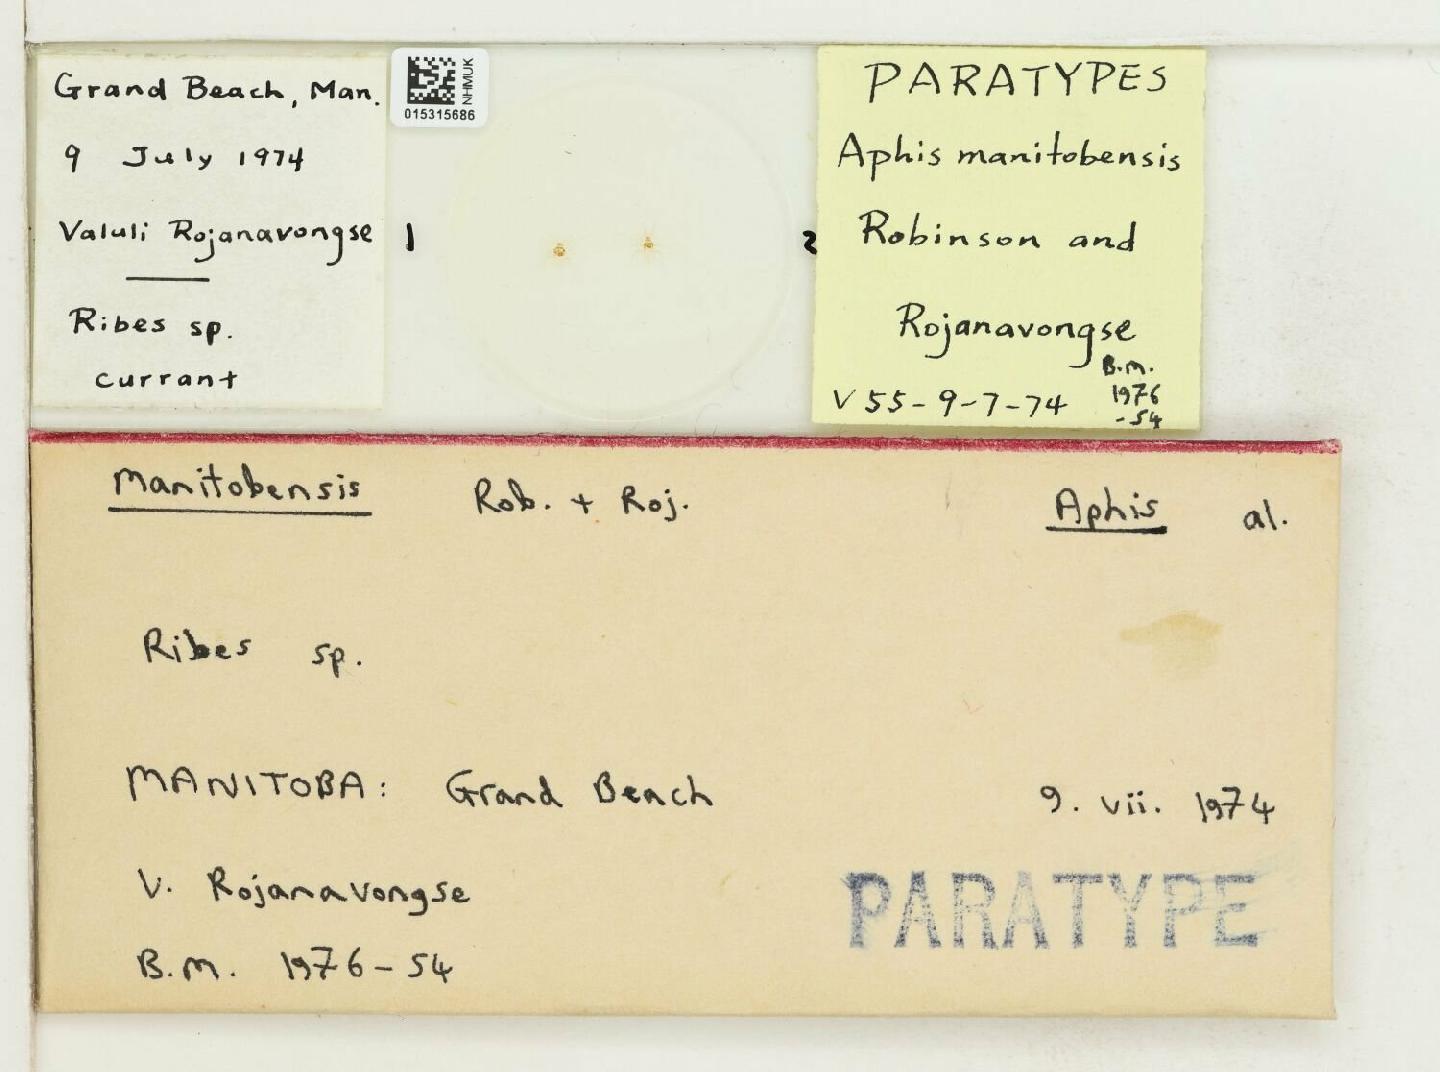 Grand Beach, Man.
9 July 1974
Valuli Rojanavongse
Ribes sp.
currant
NHMUK
015315686
1
2
PARATYPES
Aphis manitobensis
Robinson and
Rojanavongse
B.M.
1976
-54
V 55-9-7-74
Manitobensis Rob. + Roj. Aphis al.
Ribes sp.
MANITOBA: Grand Beach 9. vii. 1974
V. Rojanavongse
PARATYPE
B.M. 1976-54